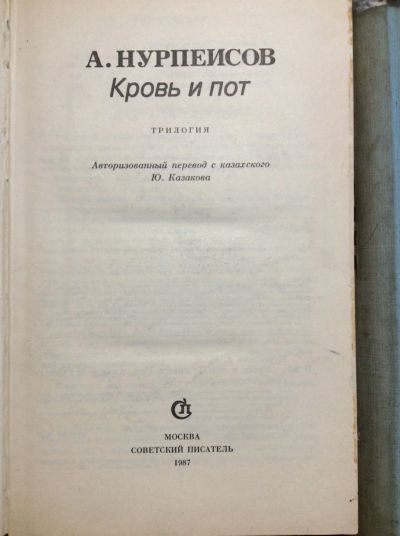 А. НУРПЕИСОВ
Кровь и пот
ТРИЛОГИЯ
Авторизованный перевод с казахского
Ю. Казакова
МОСКВА
СОВЕТСКИЙ ПИСАТЕЛЬ
1987